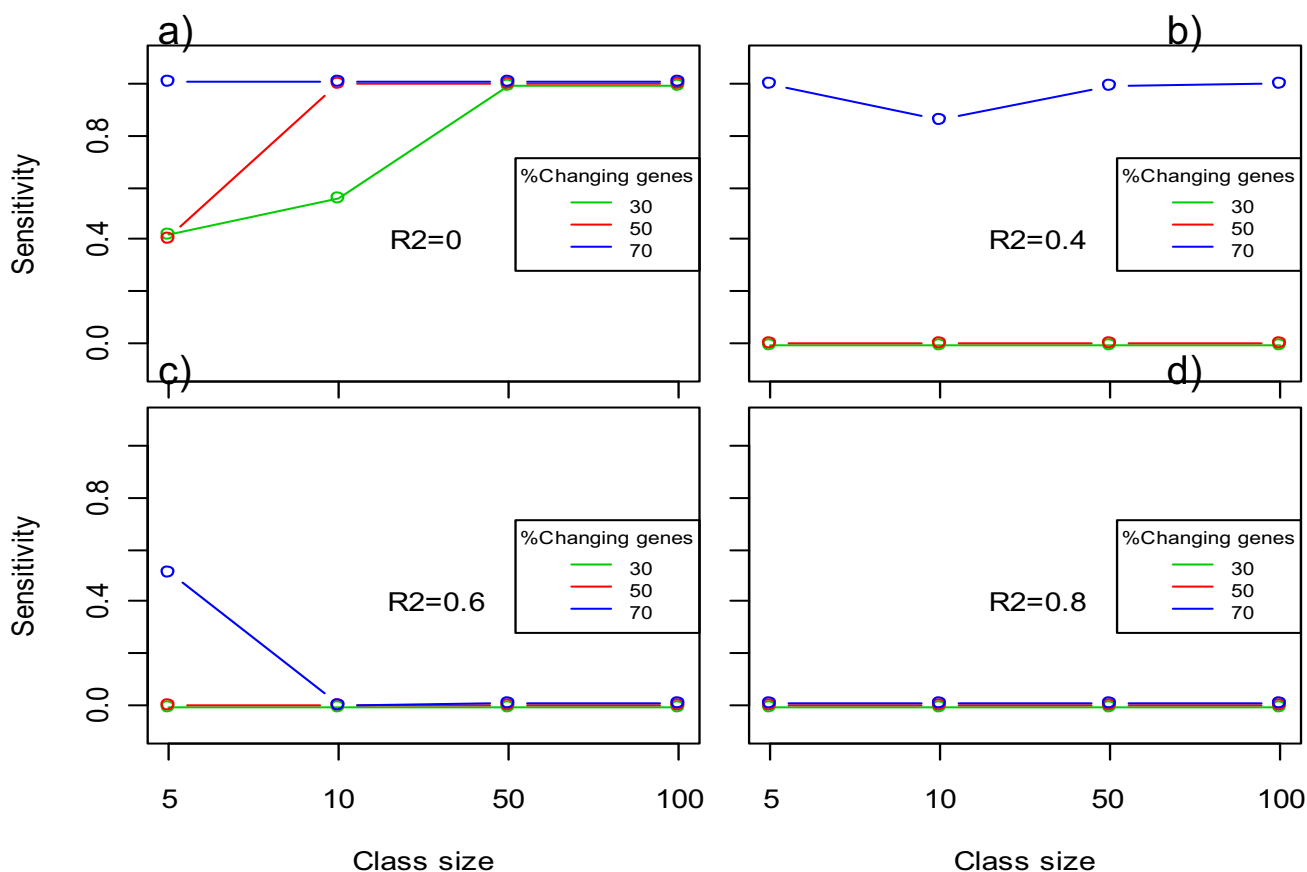 a)
b)
Sensitivity
0.0
0.4
0.8
%Changing genes
30
50
70
R2=0
%Changing genes
30
50
70
R2=0.4
c)
d)
Sensitivity
0.0
0.4
0.8
%Changing genes
30
50
70
R2=0.6
%Changing genes
30
50
70
R2=0.8
5 10 50 100
5 10 50 100
Class size
Class size